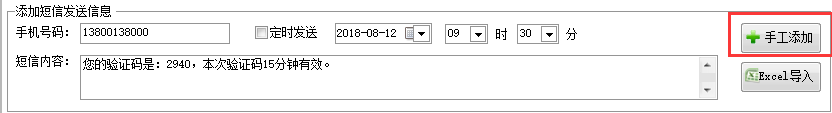 添加短信发送信息
手机号码: 13800138000 定时发送 2018-08-12 09 时 30 分 手工添加
短信内容: 您的验证码是: 2940, 本次验证码15分钟有效。 Excel导入